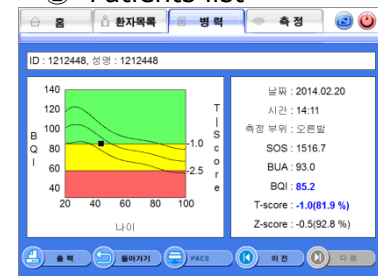 ② Patients list
홈 환자목록 병 력 측 정
ID : 1212448, 성명 : 1212448
140
120
100
80
60
40
B
Q
I
20 40 60 80 100
나이
-1.0
-2.5
T
|
S
c
o
r
e
날짜 : 2014.02.20
시간 : 14:11
측정 부위 : 오른발
SOS : 1516.7
BUA : 93.0
BQI : 85.2
T-score : -1.0(81.9 %)
Z-score : -0.5(92.8 %)
출 력 돌아가기 PACS 이 전 다 음